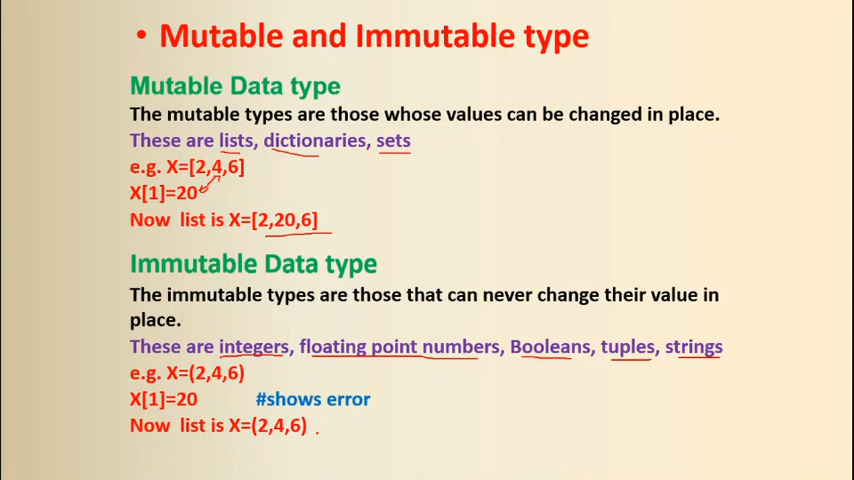 • Mutable and Immutable type
Mutable Data type
The mutable types are those whose values can be changed in place.
These are lists, dictionaries, sets
e.g. X=[2,4,6]
X[1]=20
Now list is X=[2,20,6]
Immutable Data type
The immutable types are those that can never change their value in
place.
These are integers, floating point numbers, Booleans, tuples, strings
e.g. X=(2,4,6)
X[1]=20 #shows error
Now list is X=(2,4,6)